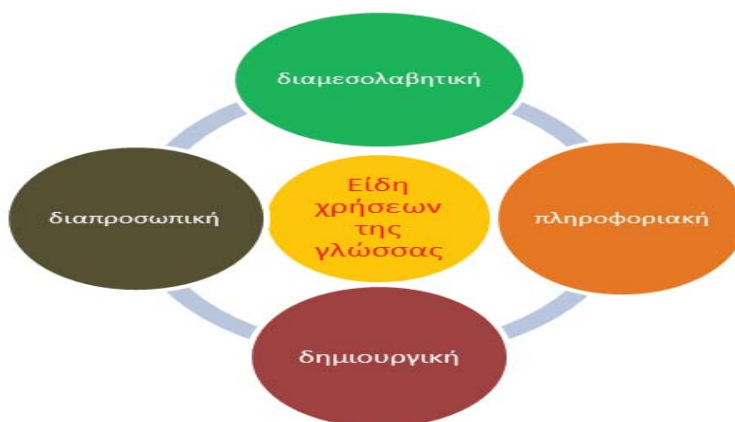 διαμεσολαβητική
διαπροσωπική
Είδη
χρήσεων
της
γλώσσας
πληροφοριακή
δημιουργική